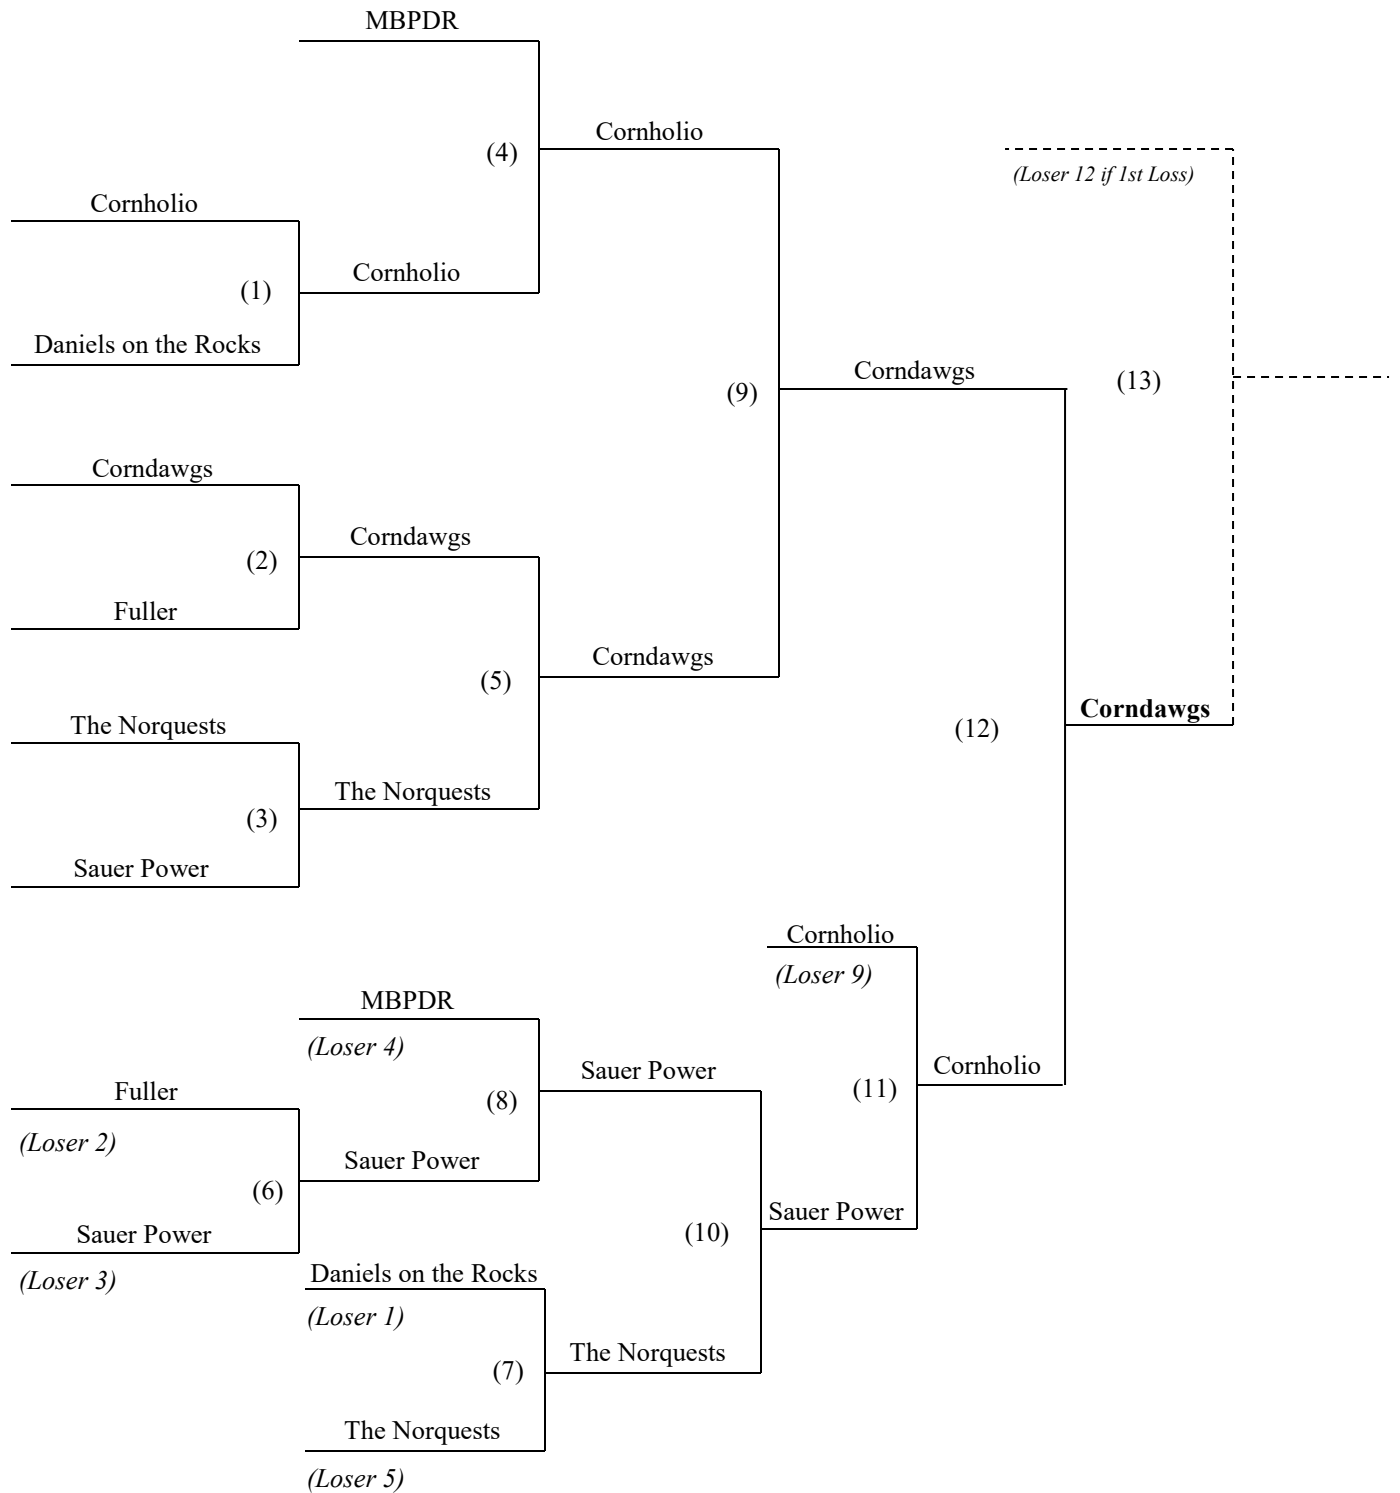 MBPDR
Cornholio
(4)
(Loser 12 if 1st Loss)
Cornholio
Cornholio
(1)
Daniels on the Rocks
Corndawgs
(13)
(9)
Corndawgs
Corndawgs
(2)
Fuller
Corndawgs
(5)
The Norquests
Corndawgs
(12)
The Norquests
(3)
Sauer Power
Cornholio
(Loser 9)
MBPDR
(Loser 4)
Sauer Power
Cornholio
(11)
Fuller
(8)
(Loser 2)
Sauer Power
(6)
Sauer Power
Sauer Power
(10)
(Loser 3)
Daniels on the Rocks
(Loser 1)
The Norquests
(7)
The Norquests
(Loser 5)